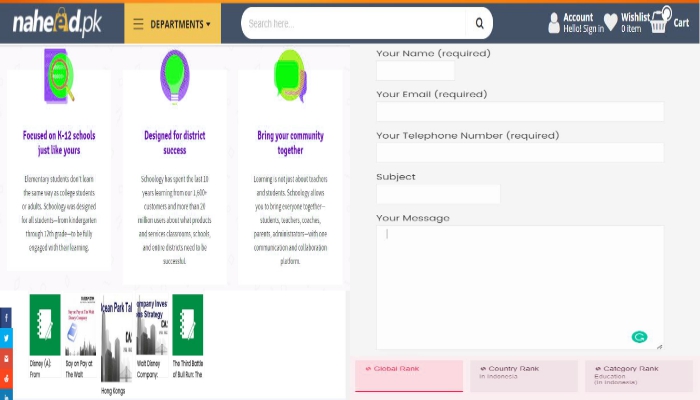 naheed.pk
DEPARTMENTS
Search here...
Account
Hello! Sign in
Wishlist
0 item
0
Cart
Focused on K-12 schools
just like yours
Elementary students don't learn
the same way as college students
or adults. Schoology was designed
for all students—from kindergarten
through 12th grade—to be fully
engaged with their learning.
Designed for district
success
Schoology has spent the last 10
years learning from our 1,600+
customers and more than 20
million users about what products
and services classrooms, schools,
and entire districts need to be
successful.
Bring your community
together
Learning is not just about teachers
and students. Schoology allows
you to bring everyone together—
students, teachers, coaches,
parents, administrators—with one
communication and collaboration
platform.
Your Name (required)
Your Email (required)
Your Telephone Number (required)
Subject
Your Message
Ocean Park Tal
CA
Company Inves
s Strategy
CA
Disney (A):
From
Say on Pay at
The Walt
Hong Kongs
Walt Disney
Company:
The Third Battle
of Bull Run: The
Global Rank
Country Rank
in Indonesia
Category Rank
Education
(in Indonesia)